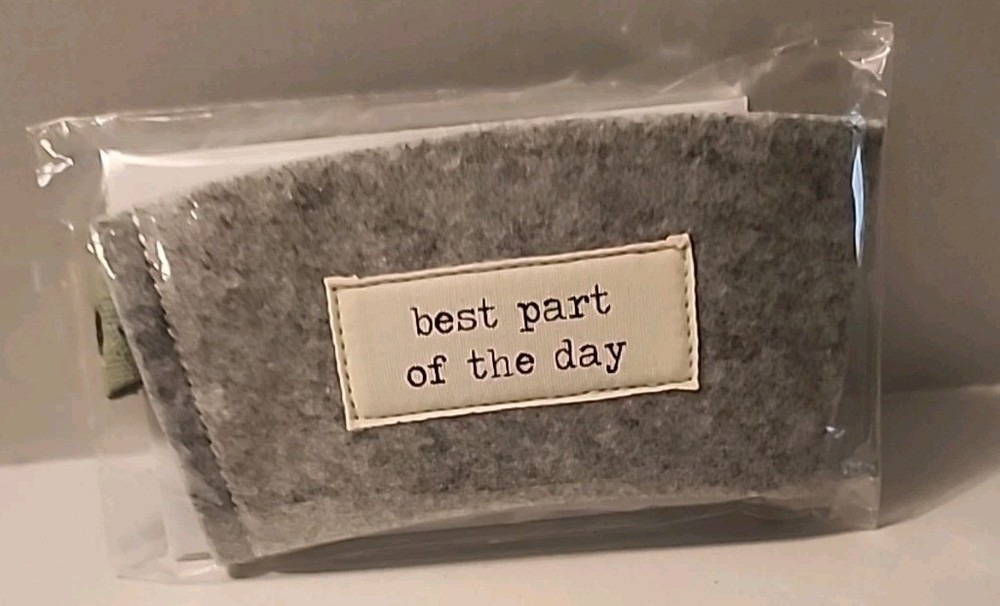 best part
of the day